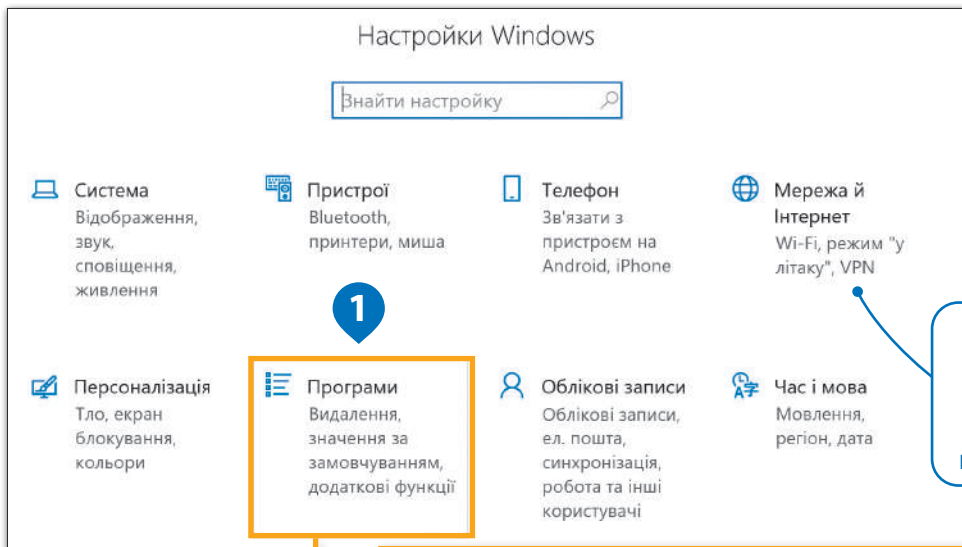 Настройки Windows
Знайти настройку
Система
Відображення,
звук,
сповіщення,
живлення
Пристрої
Bluetooth,
принтери, миша
Телефон
Зв'язати з
пристроєм на
Android, iPhone
Мережа й
Інтернет
Wi-Fi, режим "у
літаку", VPN
1
Персоналізація
Тло, екран
блокування,
кольори
Програми
Видалення,
значення за
замовчуванням,
додаткові функції
Облікові записи
Облікові записи,
ел. пошта,
синхронізація,
робота та інші
користувачі
Час і мова
Мовлення,
регіон, дата